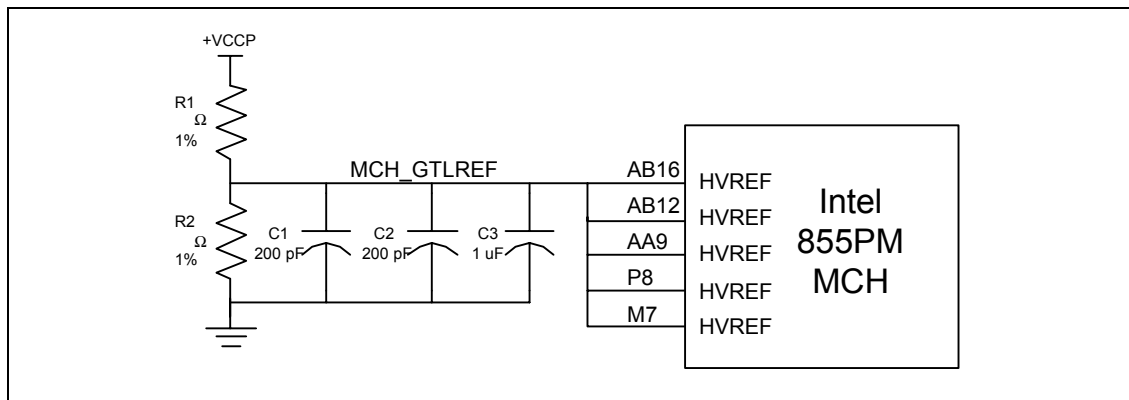 +VCCP
R1
Ω
1%
MCH_GTLREF
R2
Ω
1%
C1
200 pF
C2
200 pF
C3
1 uF
AB16
HVREF
AB12
HVREF
AA9
HVREF
P8
HVREF
M7
HVREF
Intel
855PM
MCH